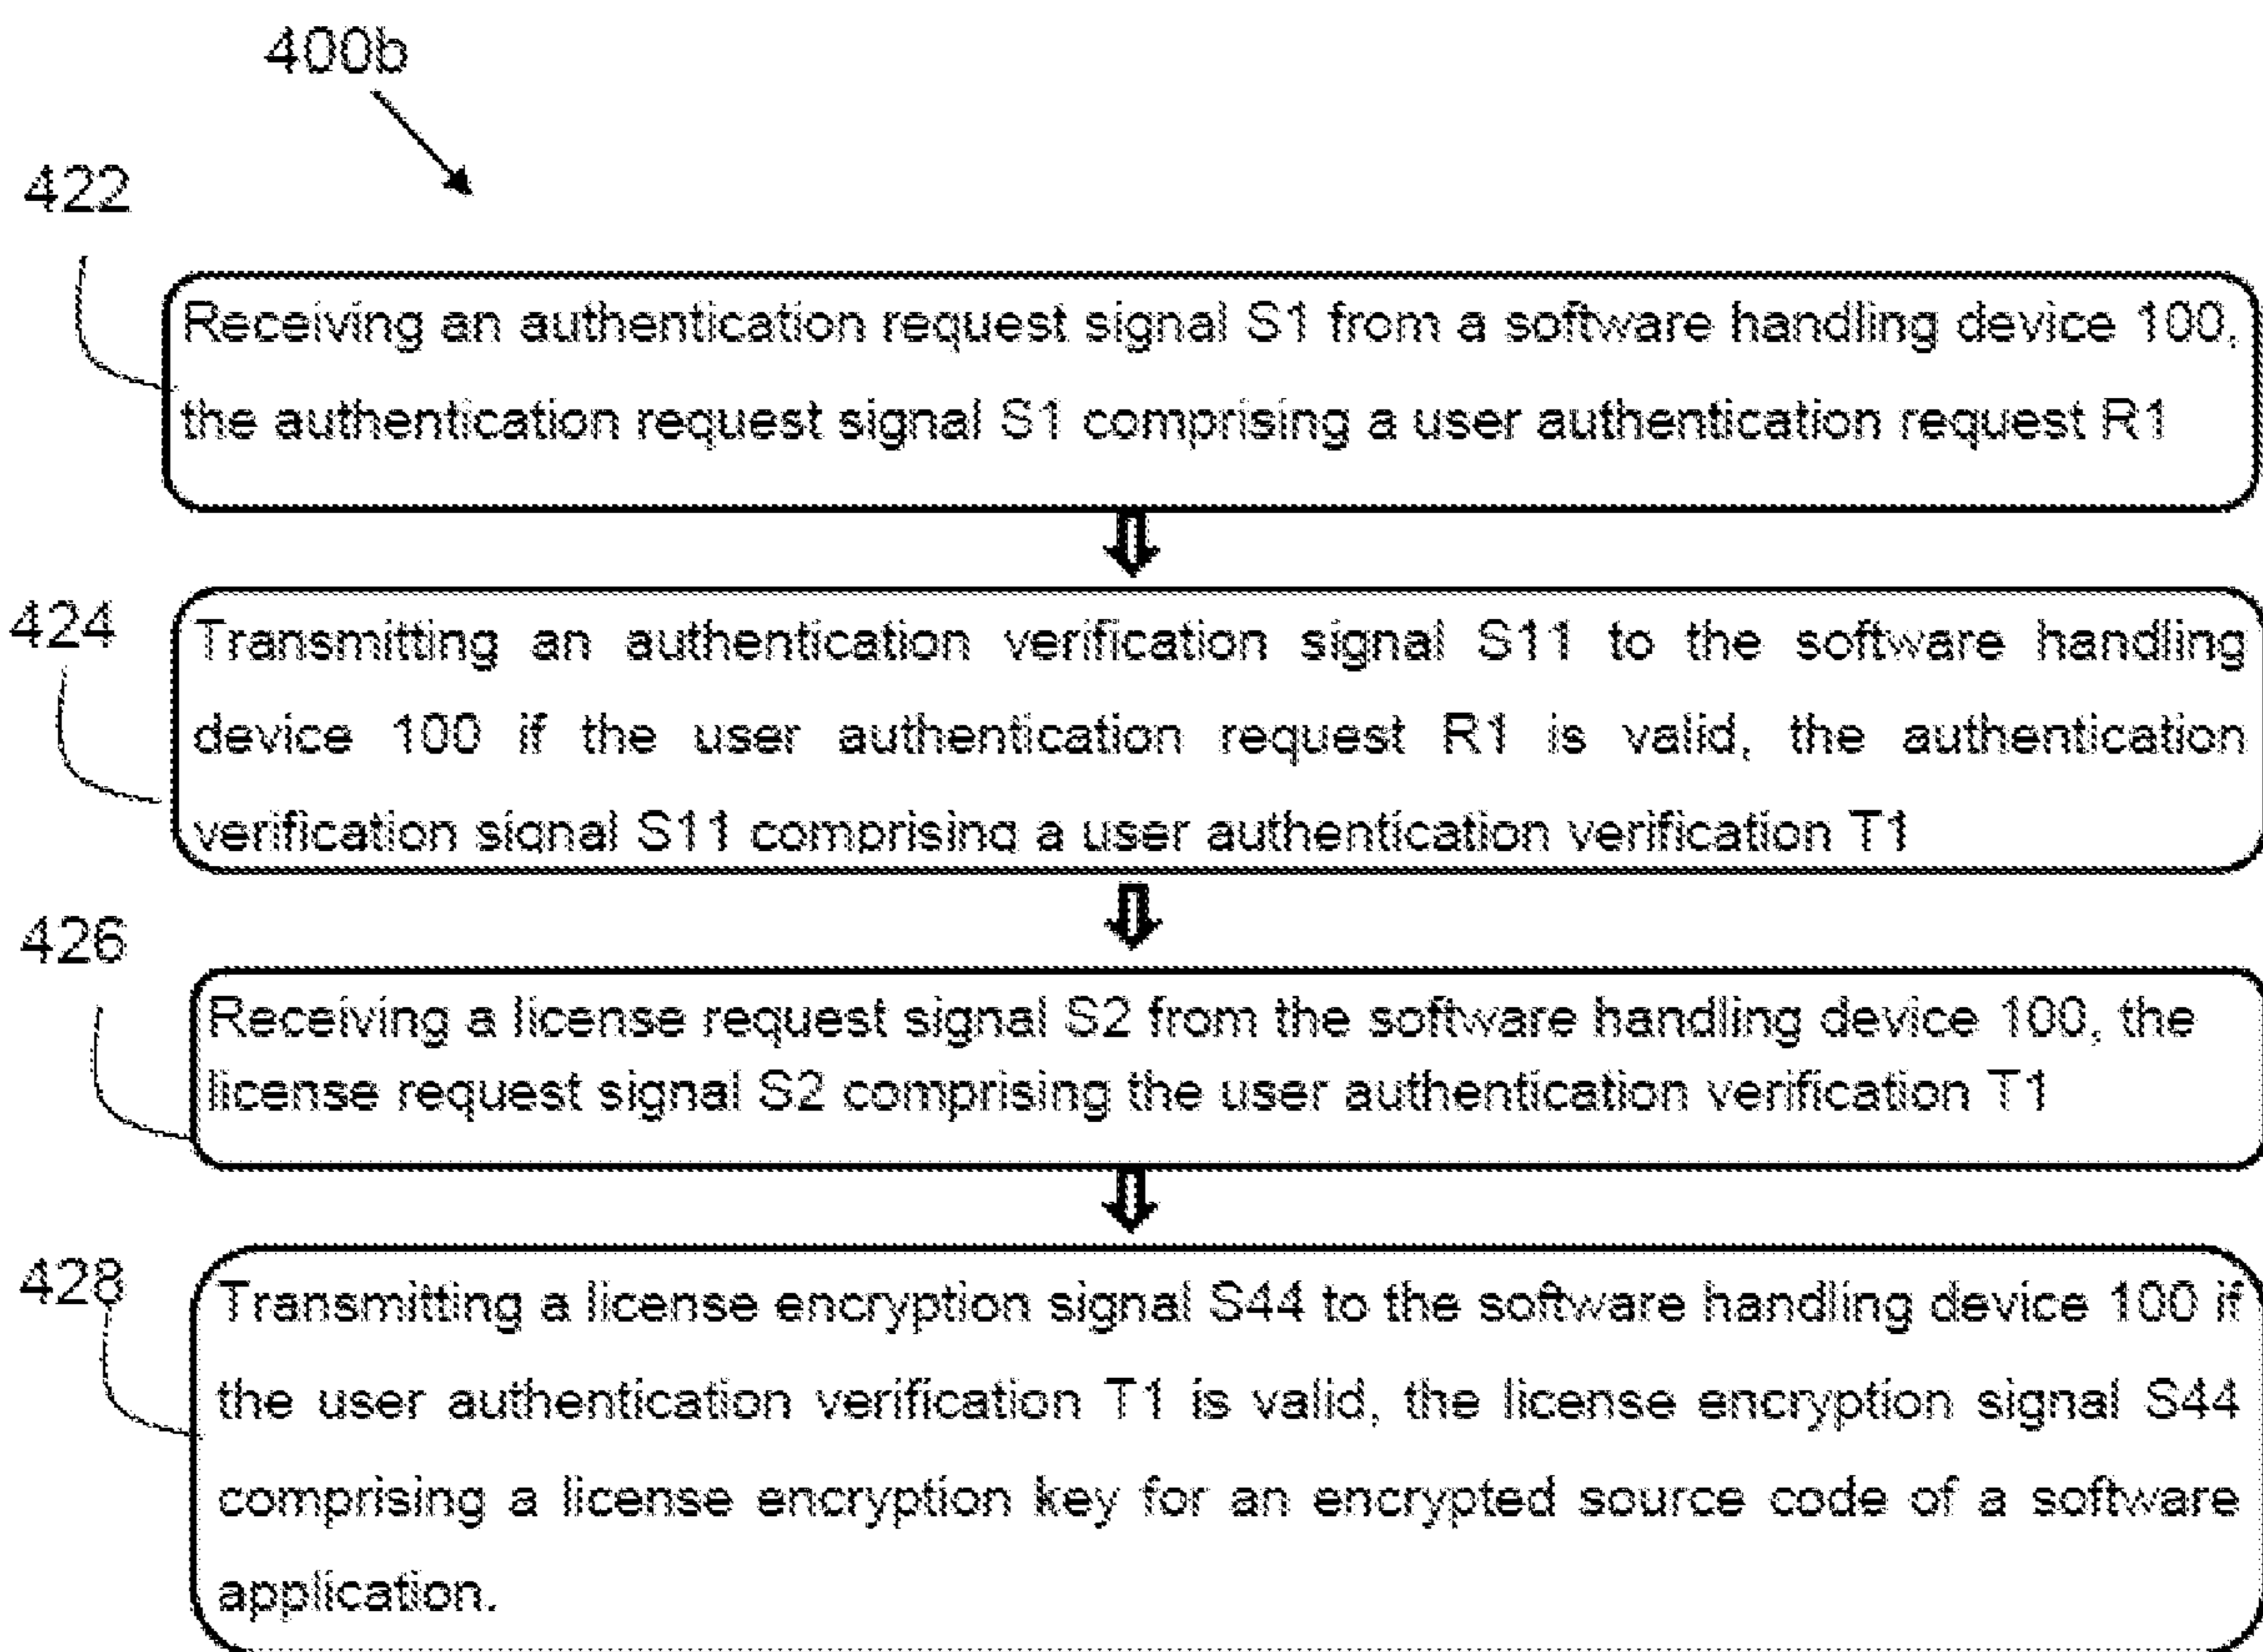 400b
422
Receiving an authentication request signal S1 from a software handling device 100,
the authentication request signal S1 comprising a user authentication request R1
424
Transmitting an authentication verification signal S11 to the software handling
device 100 if the user authentication request R1 is valid, the authentication
verification signal S11 comprising a user authentication verification T1
426
Receiving a license request signal S2 from the software handling device 100, the
license request signal S2 comprising the user authentication verification T1
428
Transmitting a license encryption signal S44 to the software handling device 100 if
the user authentication verification T1 is valid, the license encryption signal S44
comprising a license encryption key for an encrypted source code of a software
application.